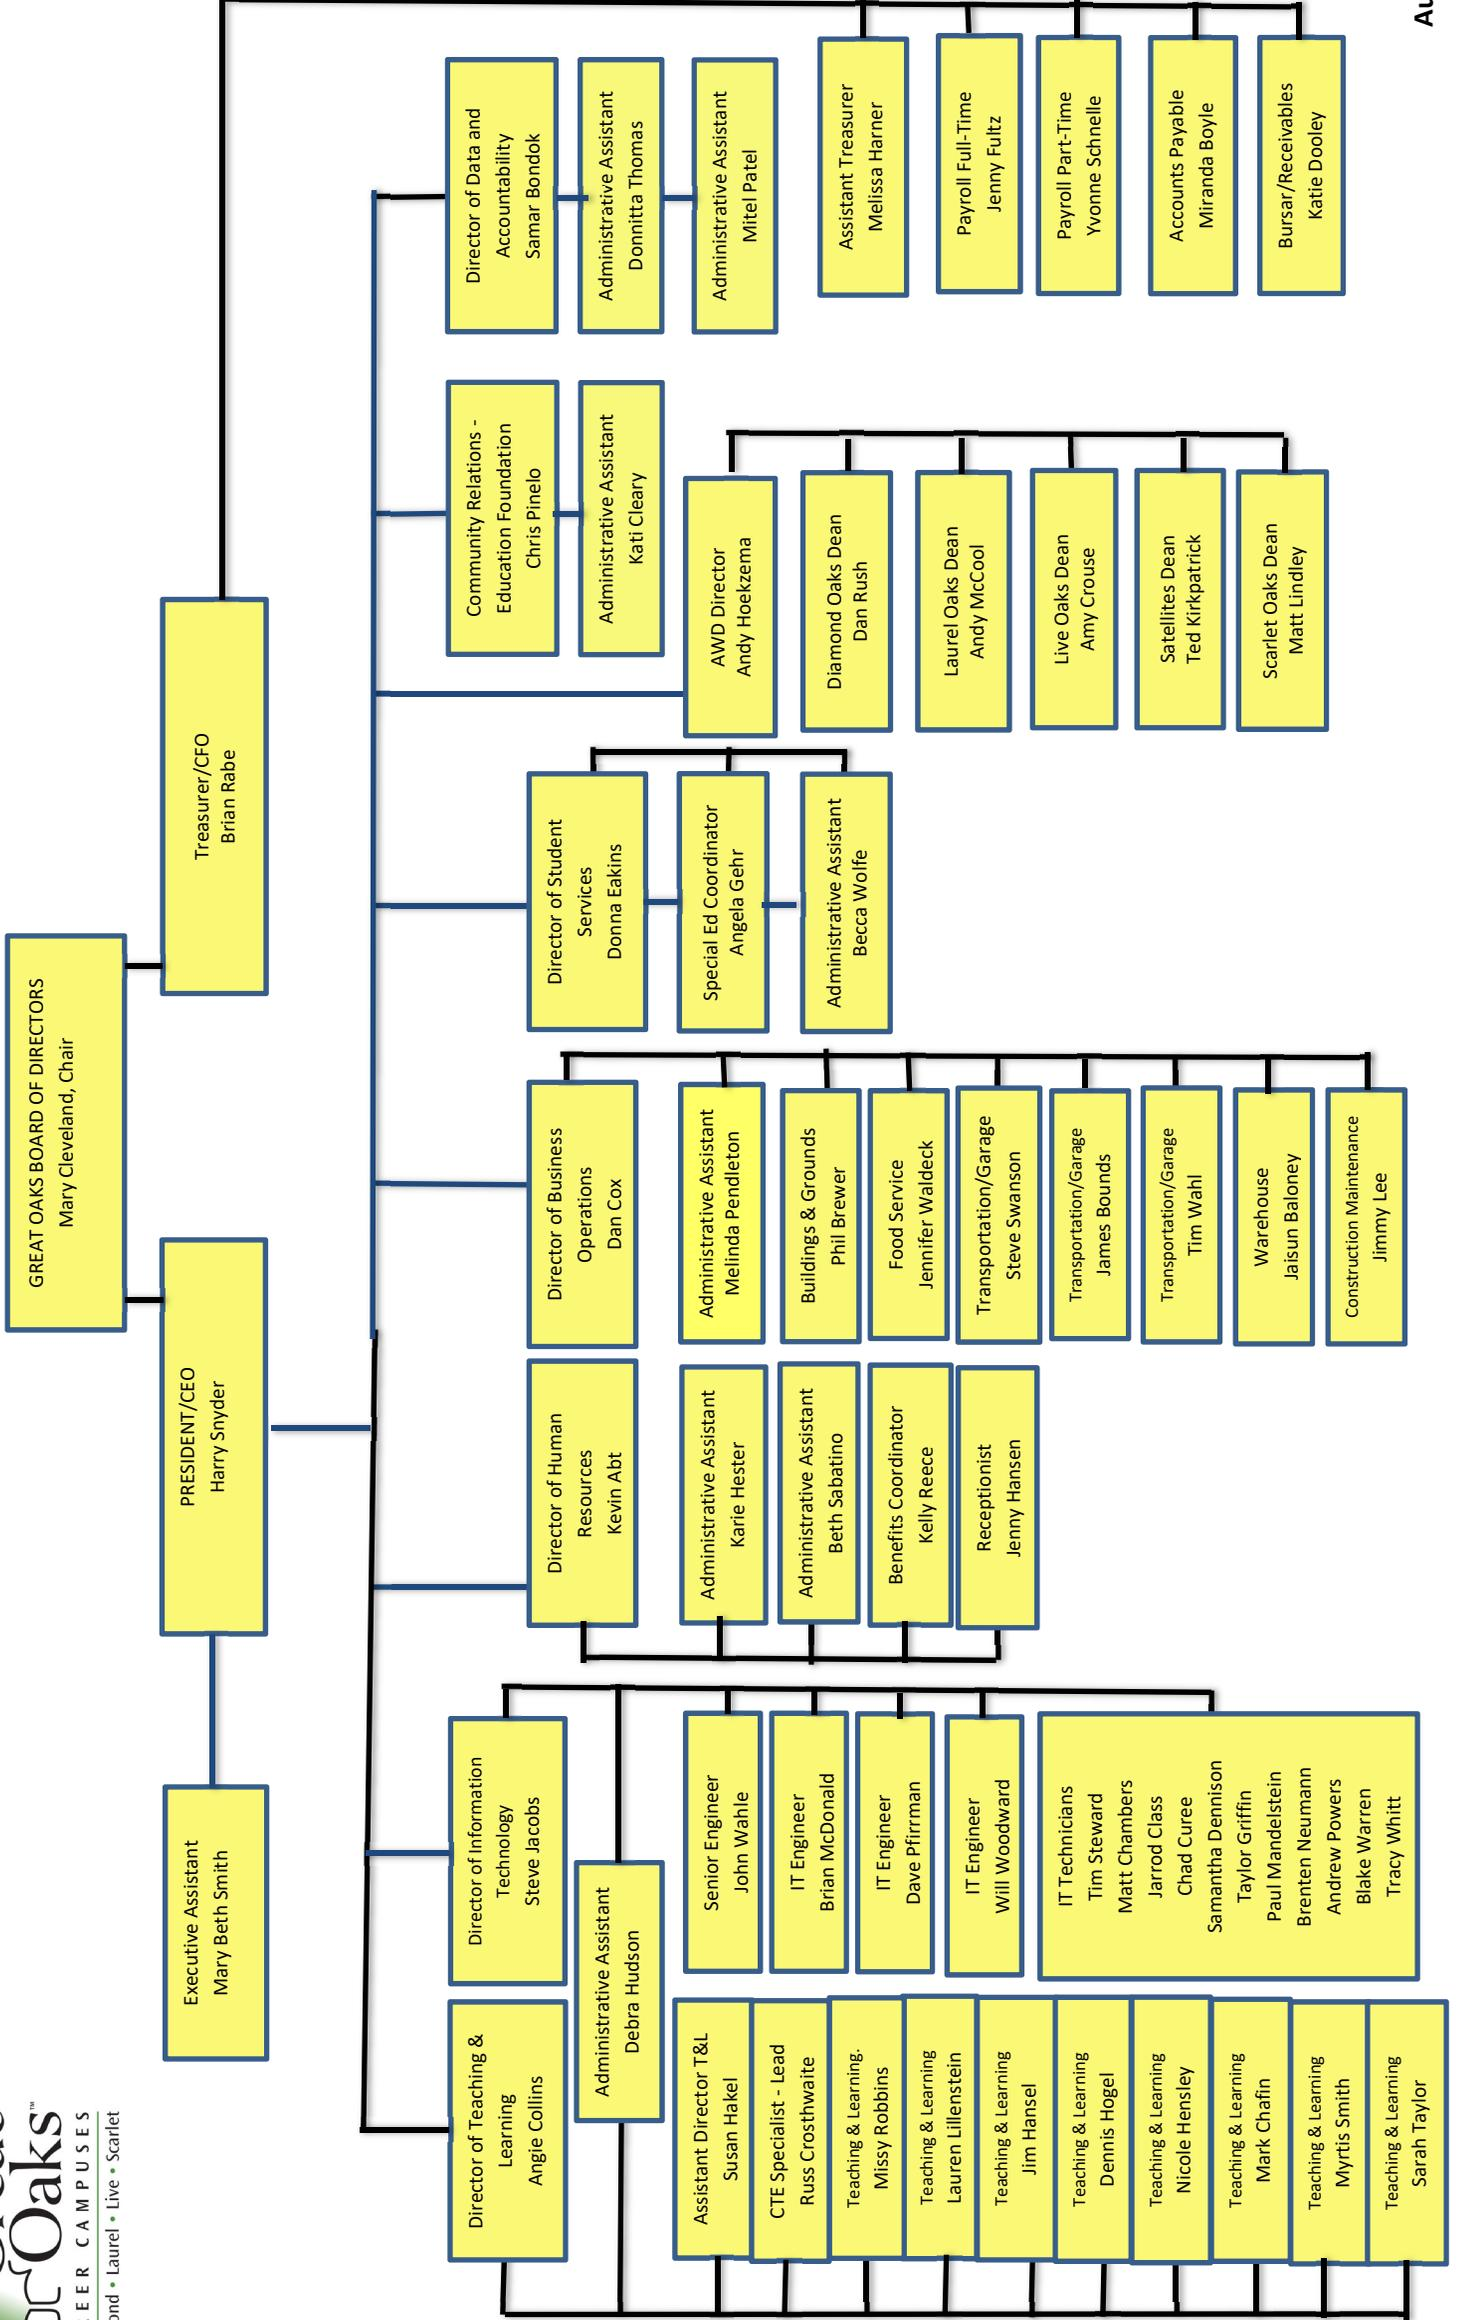 Oaks™
CAREER CAMPUSES
• Laurel • Live • Scarlet
GREAT OAKS BOARD OF DIRECTORS
Mary Cleveland, Chair
Executive Assistant
Mary Beth Smith
PRESIDENT/CEO
Harry Snyder
Treasurer/CFO
Brian Rabe
Director of Teaching &
Learning
Angie Collins
Director of Information
Technology
Steve Jacobs
Administrative Assistant
Debra Hudson
Assistant Director T&L
Susan Hakel
CTE Specialist - Lead
Russ Crosthwaite
Teaching & Learning.
Missy Robbins
Teaching & Learning
Lauren Lillenstein
Teaching & Learning
Jim Hansel
Teaching & Learning
Dennis Hogel
Teaching & Learning
Nicole Hensley
Teaching & Learning
Mark Chafin
Teaching & Learning
Myrtis Smith
Teaching & Learning
Sarah Taylor
Senior Engineer
John Wahle
IT Engineer
Brian McDonald
IT Engineer
Dave Pfirrman
IT Engineer
Will Woodward
IT Technicians
Tim Steward
Matt Chambers
Jarrod Class
Chad Curee
Samantha Dennison
Taylor Griffin
Paul Mandelstein
Brenten Neumann
Andrew Powers
Blake Warren
Tracy Whitt
Director of Human
Resources
Kevin Abt
Administrative Assistant
Karie Hester
Administrative Assistant
Beth Sabatino
Benefits Coordinator
Kelly Reece
Receptionist
Jenny Hansen
Director of Business
Operations
Dan Cox
Administrative Assistant
Melinda Pendleton
Buildings & Grounds
Phil Brewer
Food Service
Jennifer Waldeck
Transportation/Garage
Steve Swanson
Transportation/Garage
James Bounds
Transportation/Garage
Tim Wahl
Warehouse
Jaisun Baloney
Construction Maintenance
Jimmy Lee
Director of Student
Services
Donna Eakins
Special Ed Coordinator
Angela Gehr
Administrative Assistant
Becca Wolfe
Community Relations -
Education Foundation
Chris Pinelo
Administrative Assistant
Kati Cleary
AWD Director
Andy Hoekzema
Diamond Oaks Dean
Dan Rush
Laurel Oaks Dean
Andy McCool
Live Oaks Dean
Amy Crouse
Satellites Dean
Ted Kirkpatrick
Scarlet Oaks Dean
Matt Lindley
Director of Data and
Accountability
Samar Bondok
Administrative Assistant
Donnitta Thomas
Administrative Assistant
Mitel Patel
Assistant Treasurer
Melissa Harner
Payroll Full-Time
Jenny Fultz
Payroll Part-Time
Yvonne Schnelle
Accounts Payable
Miranda Boyle
Bursar/Receivables
Katie Dooley